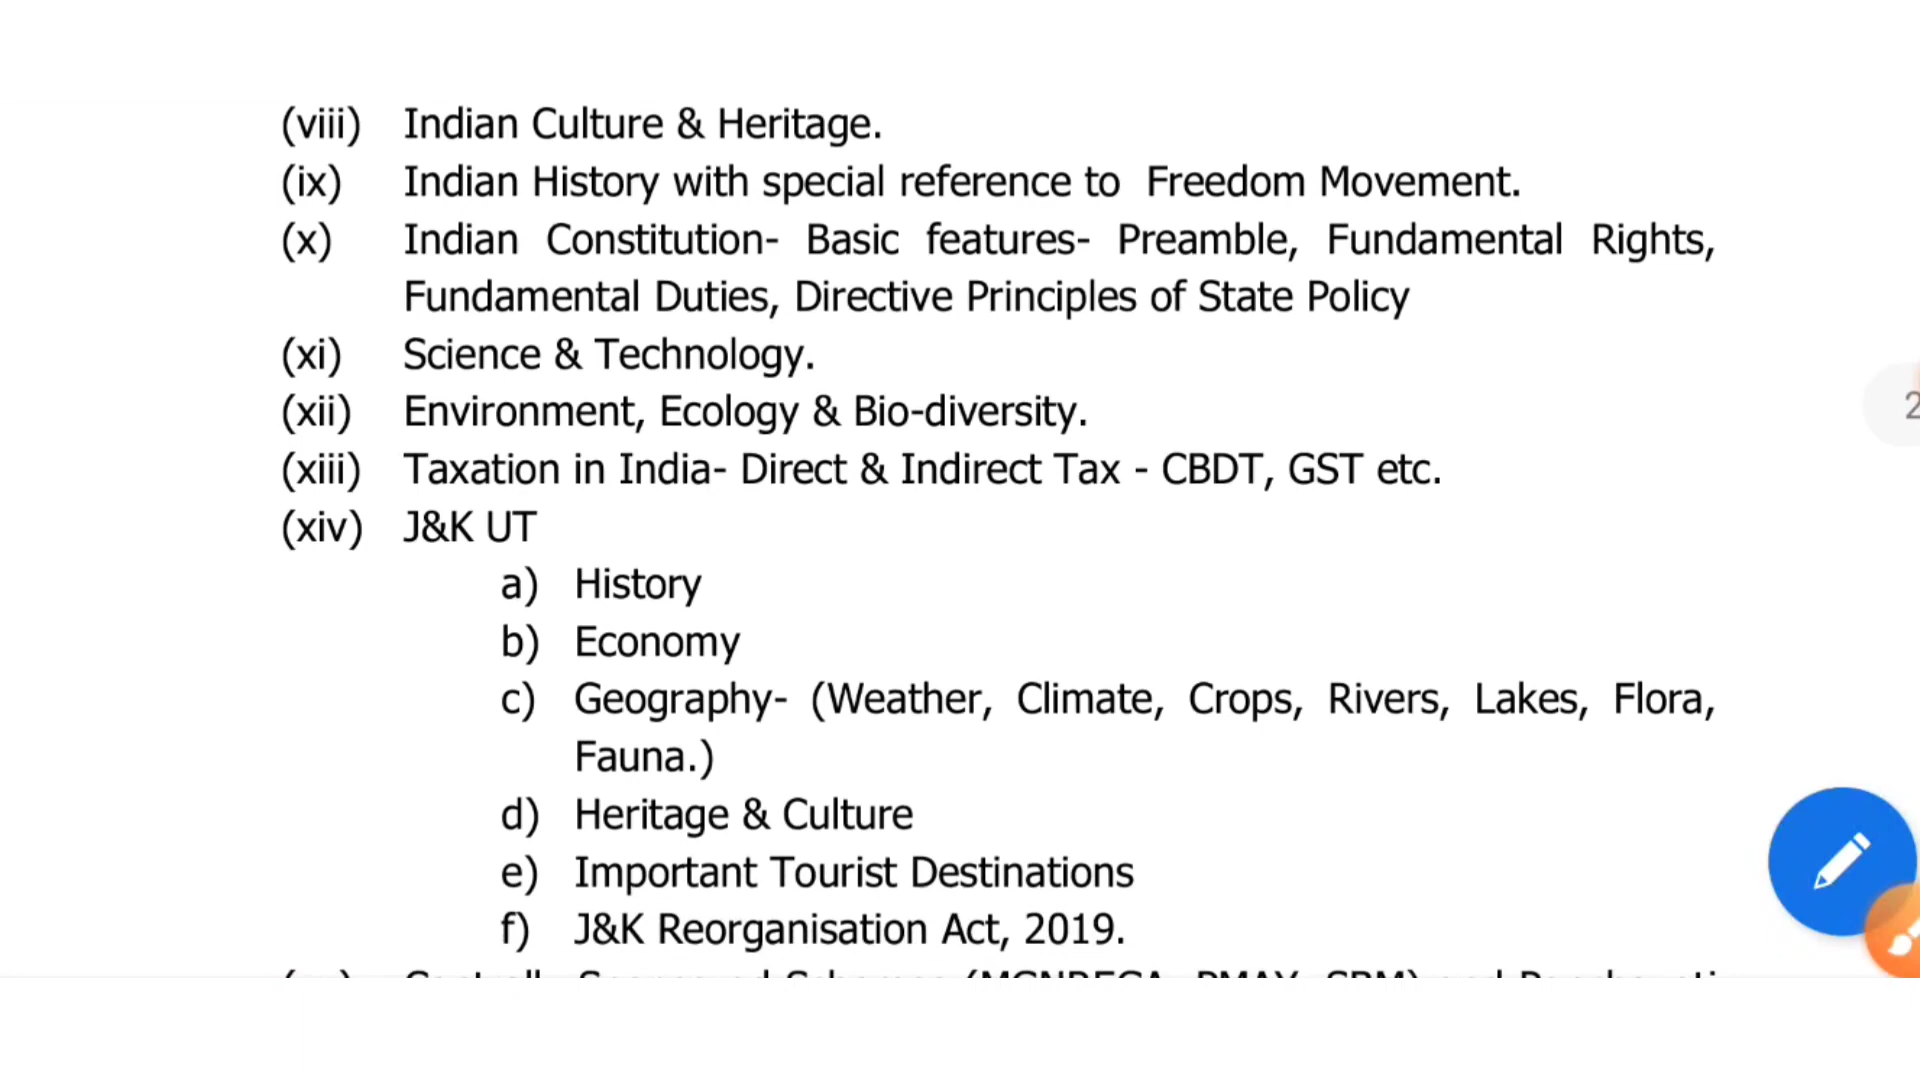 (viii) Indian Culture & Heritage.
(ix) Indian History with special reference to Freedom Movement.
(x) Indian Constitution- Basic features- Preamble, Fundamental Rights,
Fundamental Duties, Directive Principles of State Policy
(xi) Science & Technology.
(xii) Environment, Ecology & Bio-diversity.
(xiii) Taxation in India- Direct & Indirect Tax - CBDT, GST etc.
(xiv) J&K UT
a) History
b) Economy
c) Geography- (Weather, Climate, Crops, Rivers, Lakes, Flora,
Fauna.)
d) Heritage & Culture
e) Important Tourist Destinations
f) J&K Reorganisation Act, 2019.
2